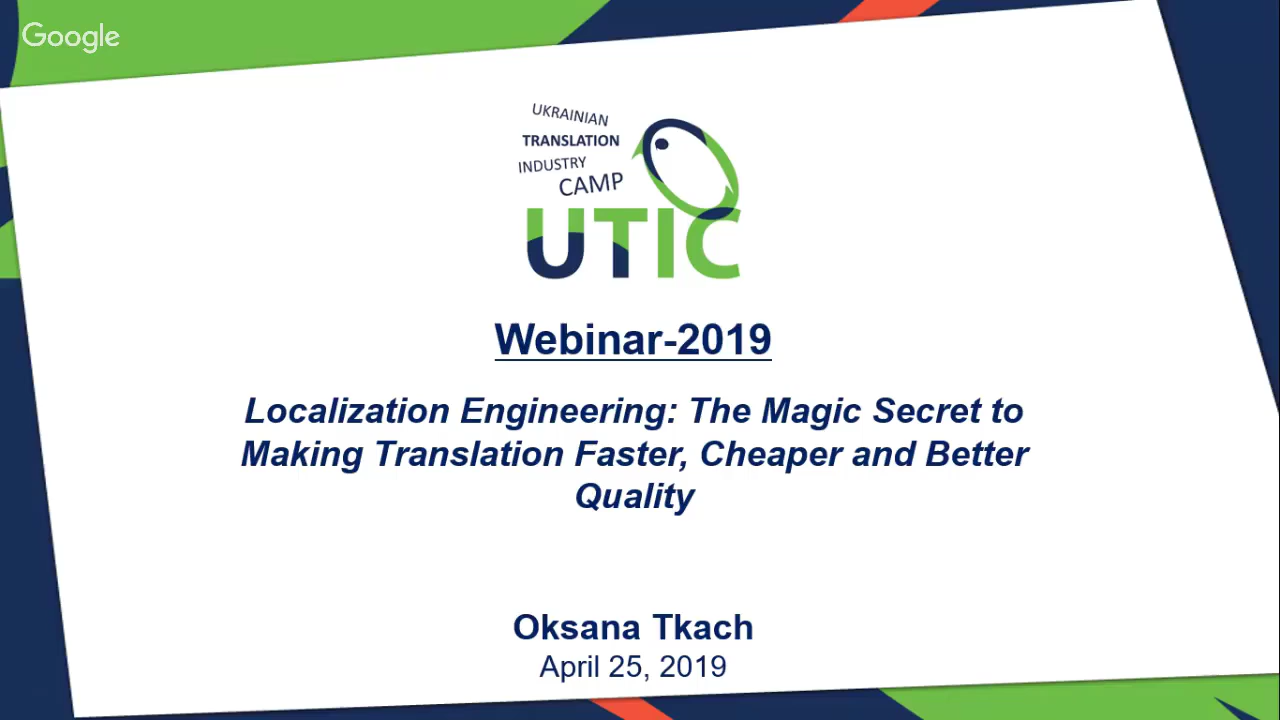 Google
UKRAINIAN
TRANSLATION
INDUSTRY
CAMP
UTIC
Webinar-2019
Localization Engineering: The Magic Secret to
Making Translation Faster, Cheaper and Better
Quality
Oksana Tkach
April 25, 2019